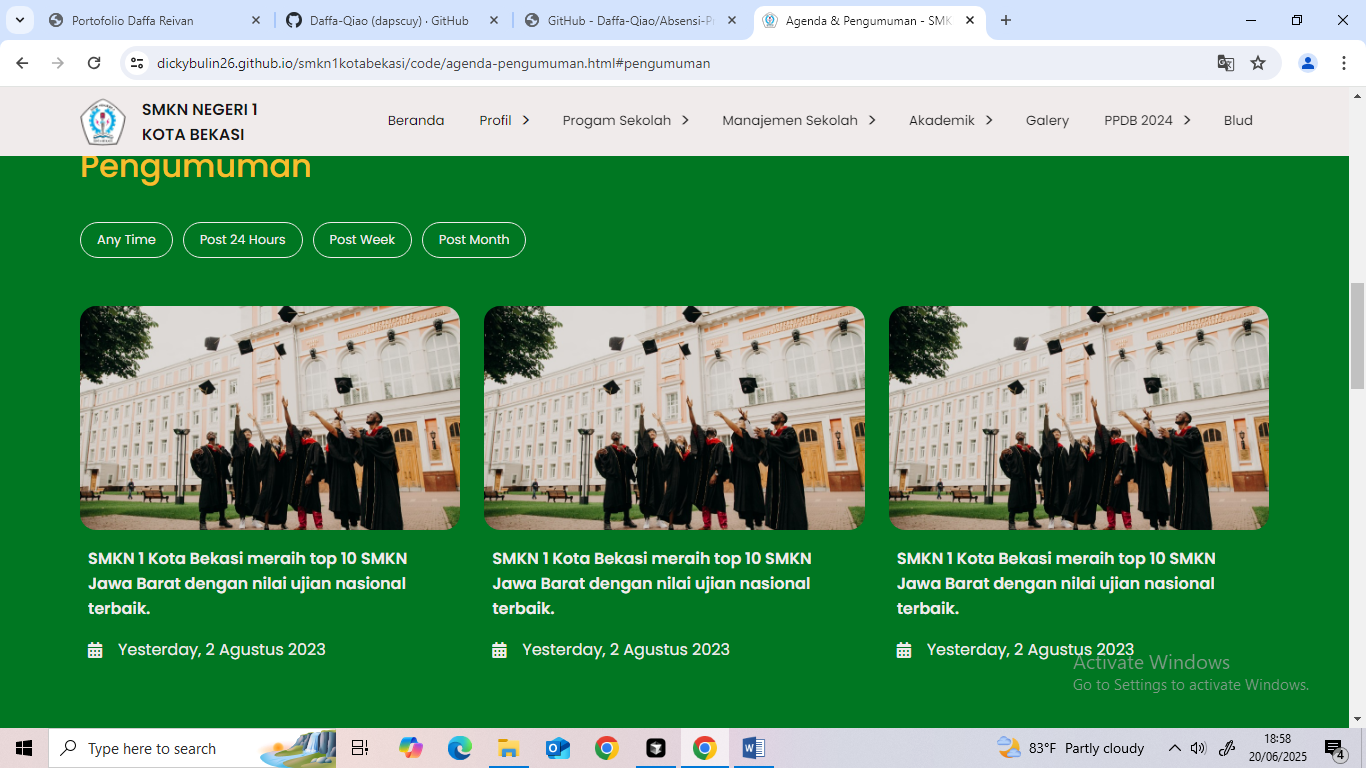 Portofolio Daffa Reivan
Daffa-Qiao (dapscuy) · GitHub
GitHub - Daffa-Qiao/Absensi-P
Agenda & Pengumuman - SMK
dickybulin26.github.io/smkn1kotabekasi/code/agenda-pengumuman.html#pengumuman
SMKN NEGERI 1
KOTA BEKASI
Beranda
Profil
Progam Sekolah
Manajemen Sekolah
Akademik
Galery
PPDB 2024
Blud
Pengumuman
Any Time
Post 24 Hours
Post Week
Post Month
SMKN 1 Kota Bekasi meraih top 10 SMKN
Jawa Barat dengan nilai ujian nasional
terbaik.
Yesterday, 2 Agustus 2023
SMKN 1 Kota Bekasi meraih top 10 SMKN
Jawa Barat dengan nilai ujian nasional
terbaik.
Yesterday, 2 Agustus 2023
SMKN 1 Kota Bekasi meraih top 10 SMKN
Jawa Barat dengan nilai ujian nasional
terbaik.
Yesterday, 2 Agustus 2023
Activate Windows
Go to Settings to activate Windows.
Type here to search
83°F Partly cloudy
18:58
20/06/2025
4